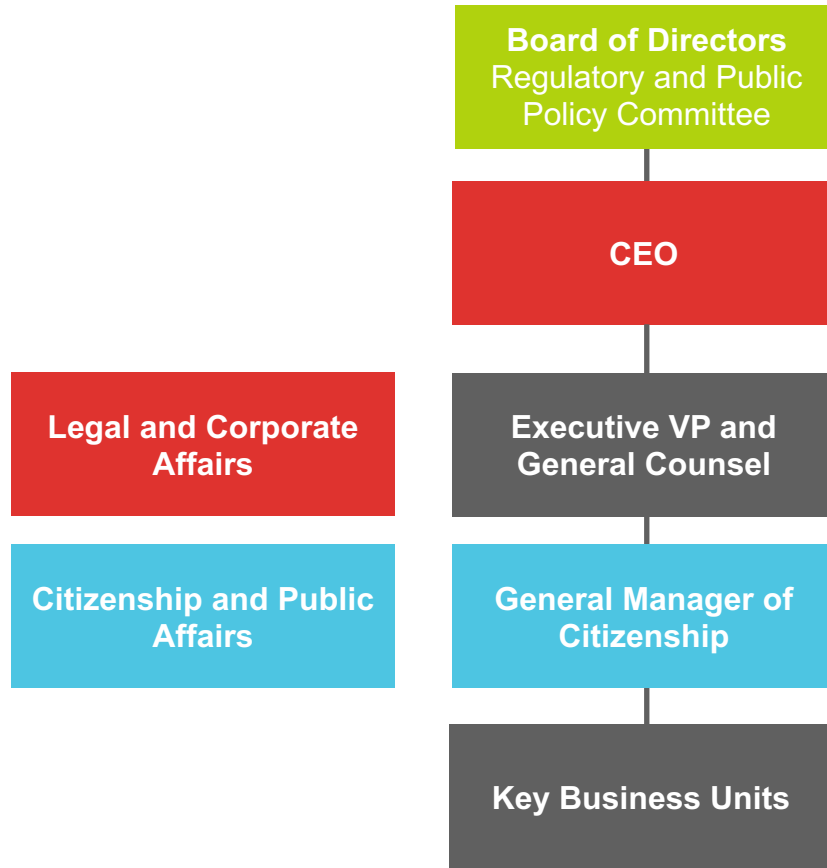 Board of Directors
Regulatory and Public
Policy Committee
CEO
Legal and Corporate
Affairs
Executive VP and
General Counsel
Citizenship and Public
Affairs
General Manager of
Citizenship
Key Business Units